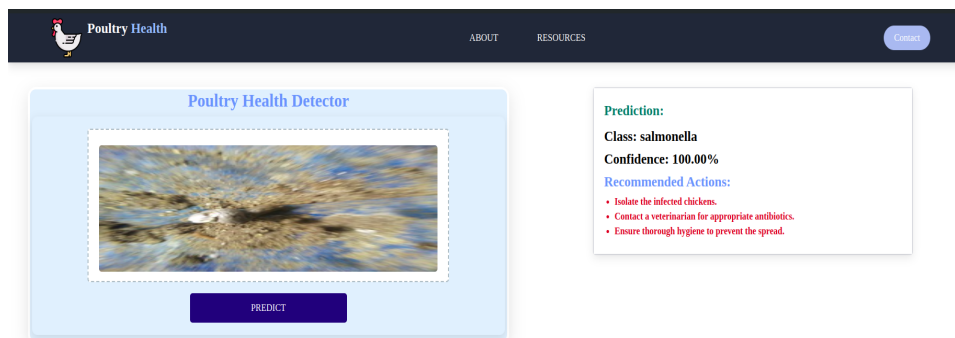 Poultry Health
ABOUT
RESOURCES
Contact
Poultry Health Detector
PREDICT
Prediction:
Class: salmonella
Confidence: 100.00%
Recommended Actions:
• Isolate the infected chickens.
• Contact a veterinarian for appropriate antibiotics.
• Ensure thorough hygiene to prevent the spread.